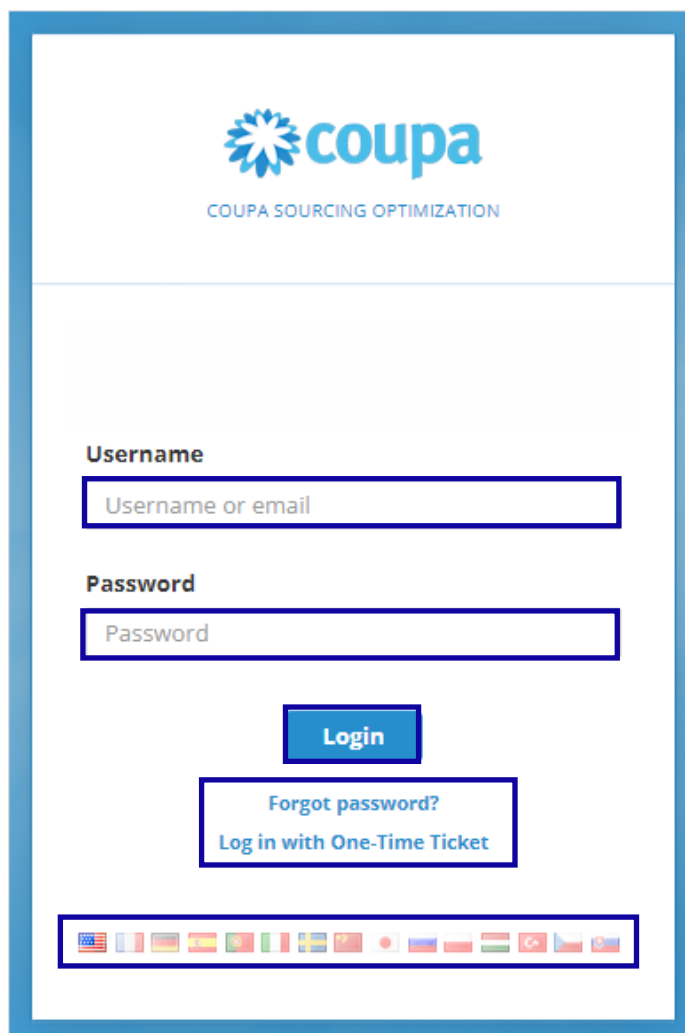 coupa
COUPA SOURCING OPTIMIZATION
Username
Username or email
Password
Password
Login
Forgot password?
Log in with One-Time Ticket